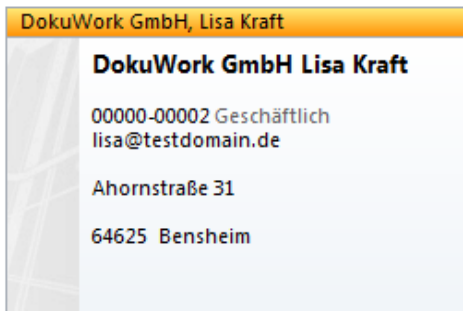 DokuWork GmbH, Lisa Kraft
DokuWork GmbH Lisa Kraft
00000-00002 Geschäftlich
lisa@testdomain.de
Ahornstraße 31
64625 Bensheim